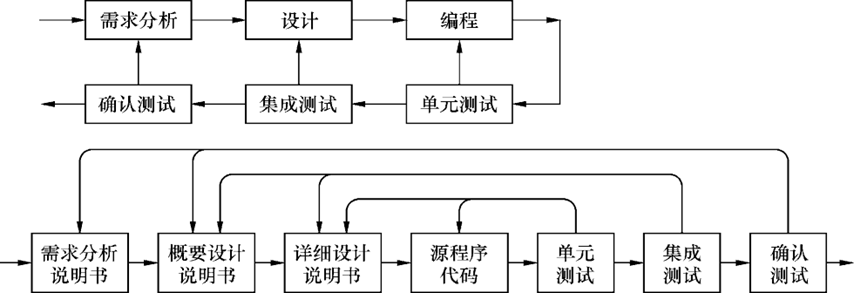 需求分析 设计 编程
确认测试 集成测试 单元测试
需求分析 概要设计 详细设计 源程序 单元 集成 确认
说明书 说明书 说明书 代码 测试 测试 测试